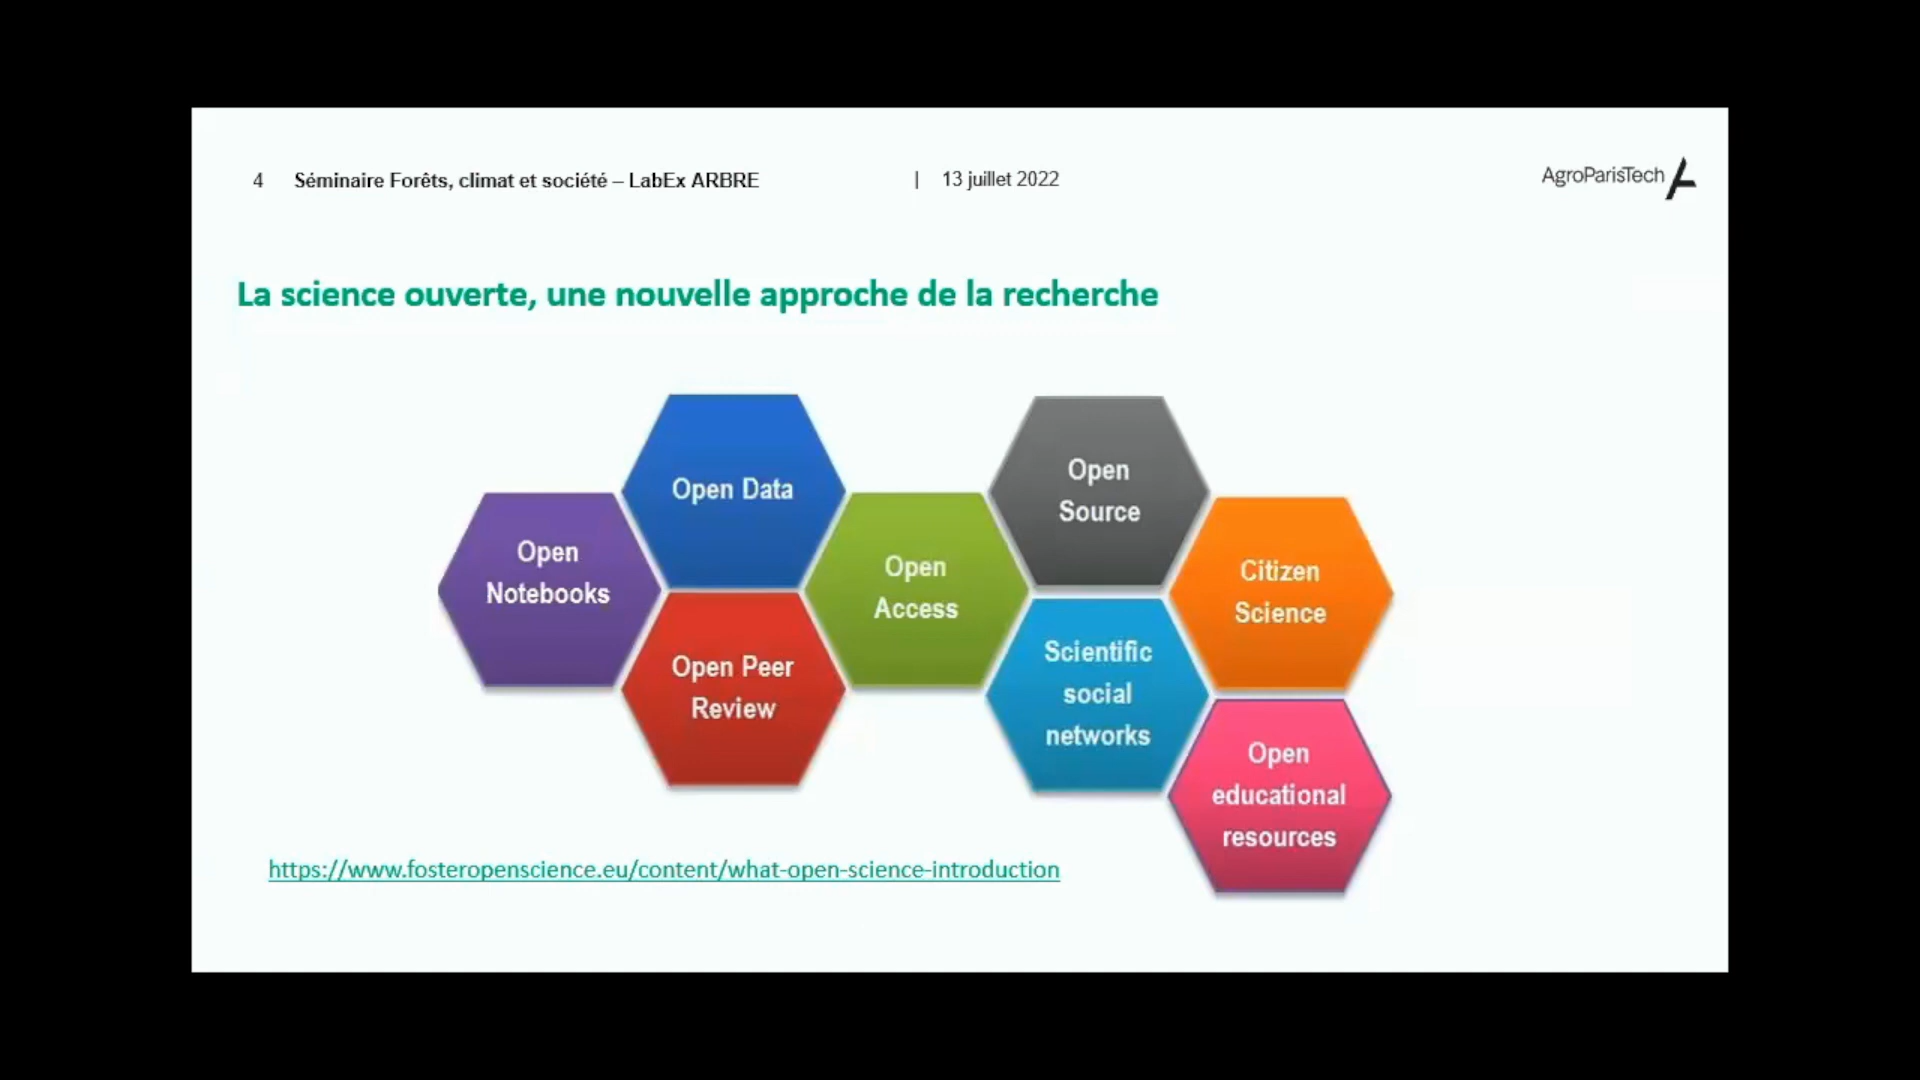 4 Séminaire Forêts, climat et société – LabEx ARBRE | 13 juillet 2022
AgroParisTech
La science ouverte, une nouvelle approche de la recherche
Open
Notebooks
Open Data
Open Peer
Review
Open
Access
Open
Source
Scientific
social
networks
Citizen
Science
Open
educational
resources
https://www.fosteropenscience.eu/content/what-open-science-introduction